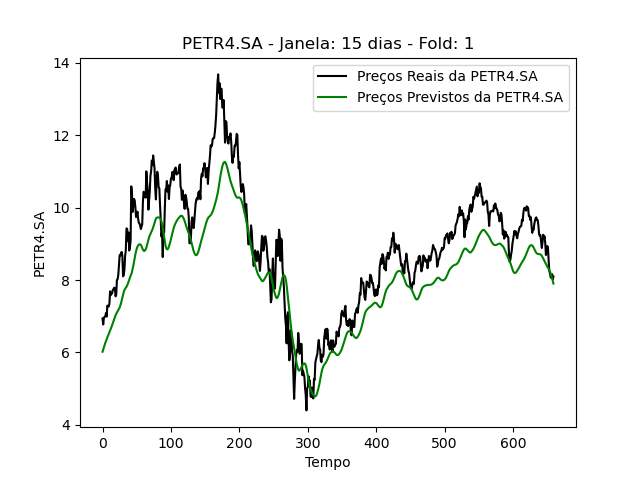 PETR4.SA - Janela: 15 dias - Fold: 1
Preços Reais da PETR4.SA
Preços Previstos da PETR4.SA
14
12
10
8
6
4
PETR4.SA
0 100 200 300 400 500 600
Tempo